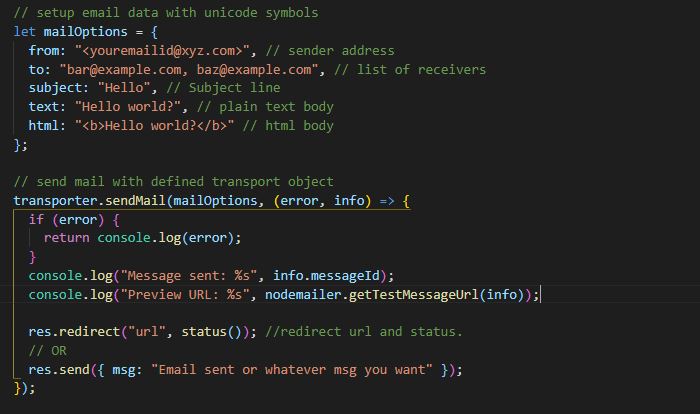 // setup email data with unicode symbols
let mailOptions = {
  from: "<youremailid@xyz.com>", // sender address
  to: "bar@example.com, baz@example.com", // list of receivers
  subject: "Hello", // Subject line
  text: "Hello world?", // plain text body
  html: "<b>Hello world?</b>" // html body
};

// send mail with defined transport object
transporter.sendMail(mailOptions, (error, info) => {
  if (error) {
    return console.log(error);
  }
  console.log("Message sent: %s", info.messageId);
  console.log("Preview URL: %s", nodemailer.getTestMessageUrl(info));

  res.redirect("url", status()); //redirect url and status.
  // OR
  res.send({ msg: "Email sent or whatever msg you want" });
});